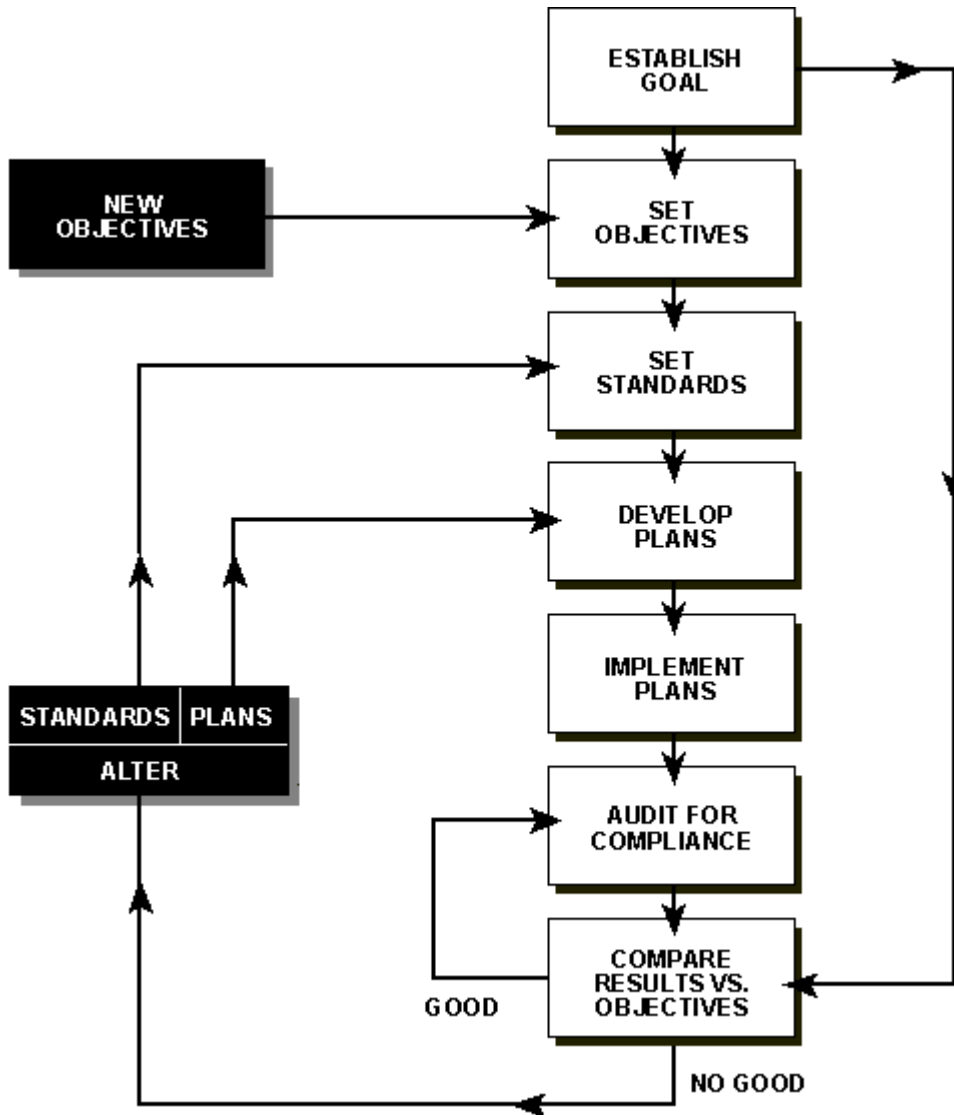 ESTABLISH
GOAL
NEW
OBJECTIVES
SET
OBJECTIVES
SET
STANDARDS
DEVELOP
PLANS
IMPLEMENT
PLANS
STANDARDS PLANS
ALTER
AUDIT FOR
COMPLIANCE
COMPARE
RESULTS VS.
OBJECTIVES
GOOD
NO GOOD